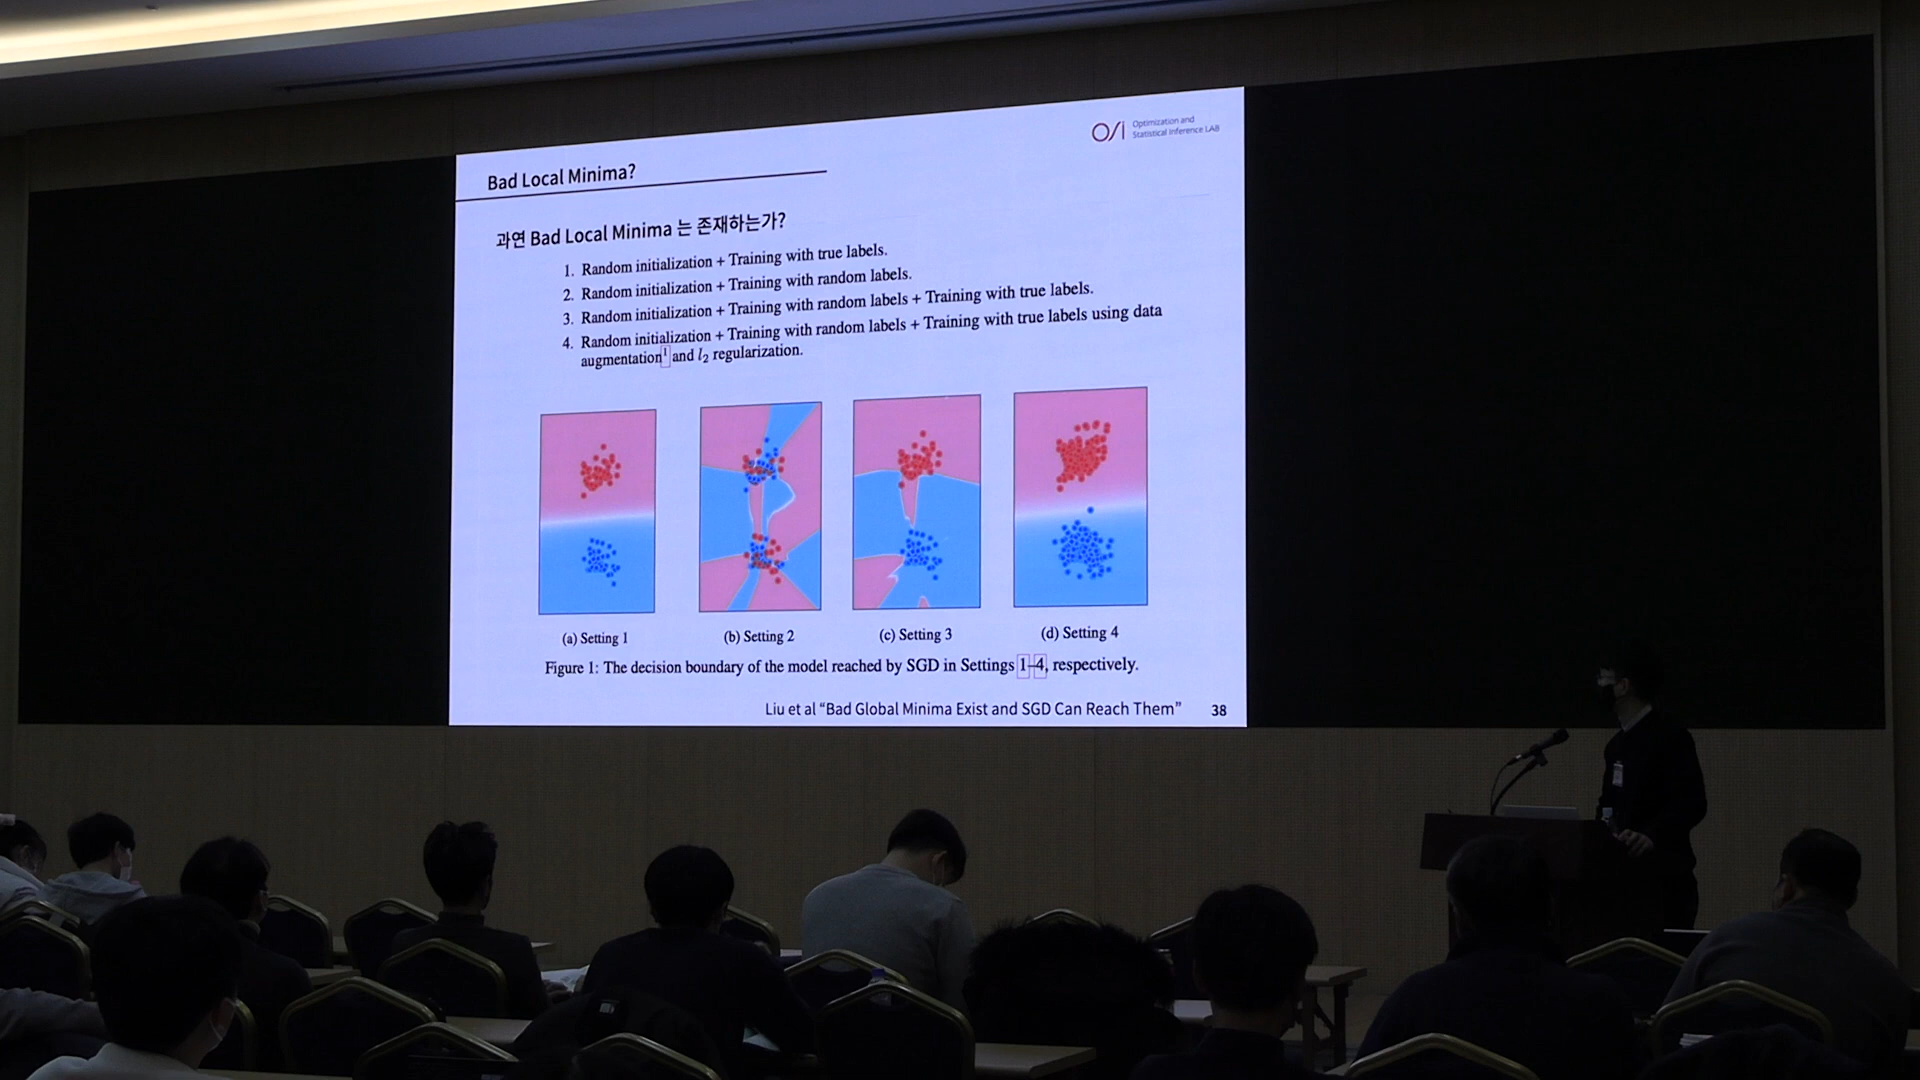 Optimization and
Statistical Inference LAB
Bad Local Minima?
과연 Bad Local Minima 는 존재하는가?
1. Random initialization + Training with true labels.
2. Random initialization + Training with random labels.
3. Random initialization + Training with random labels + Training with true labels.
4. Random initialization + Training with random labels + Training with true labels using data
augmentation¹ and l₂ regularization.
(a) Setting 1
(b) Setting 2
(c) Setting 3
(d) Setting 4
Figure 1: The decision boundary of the model reached by SGD in Settings 1–4, respectively.
Liu et al “Bad Global Minima Exist and SGD Can Reach Them”
38